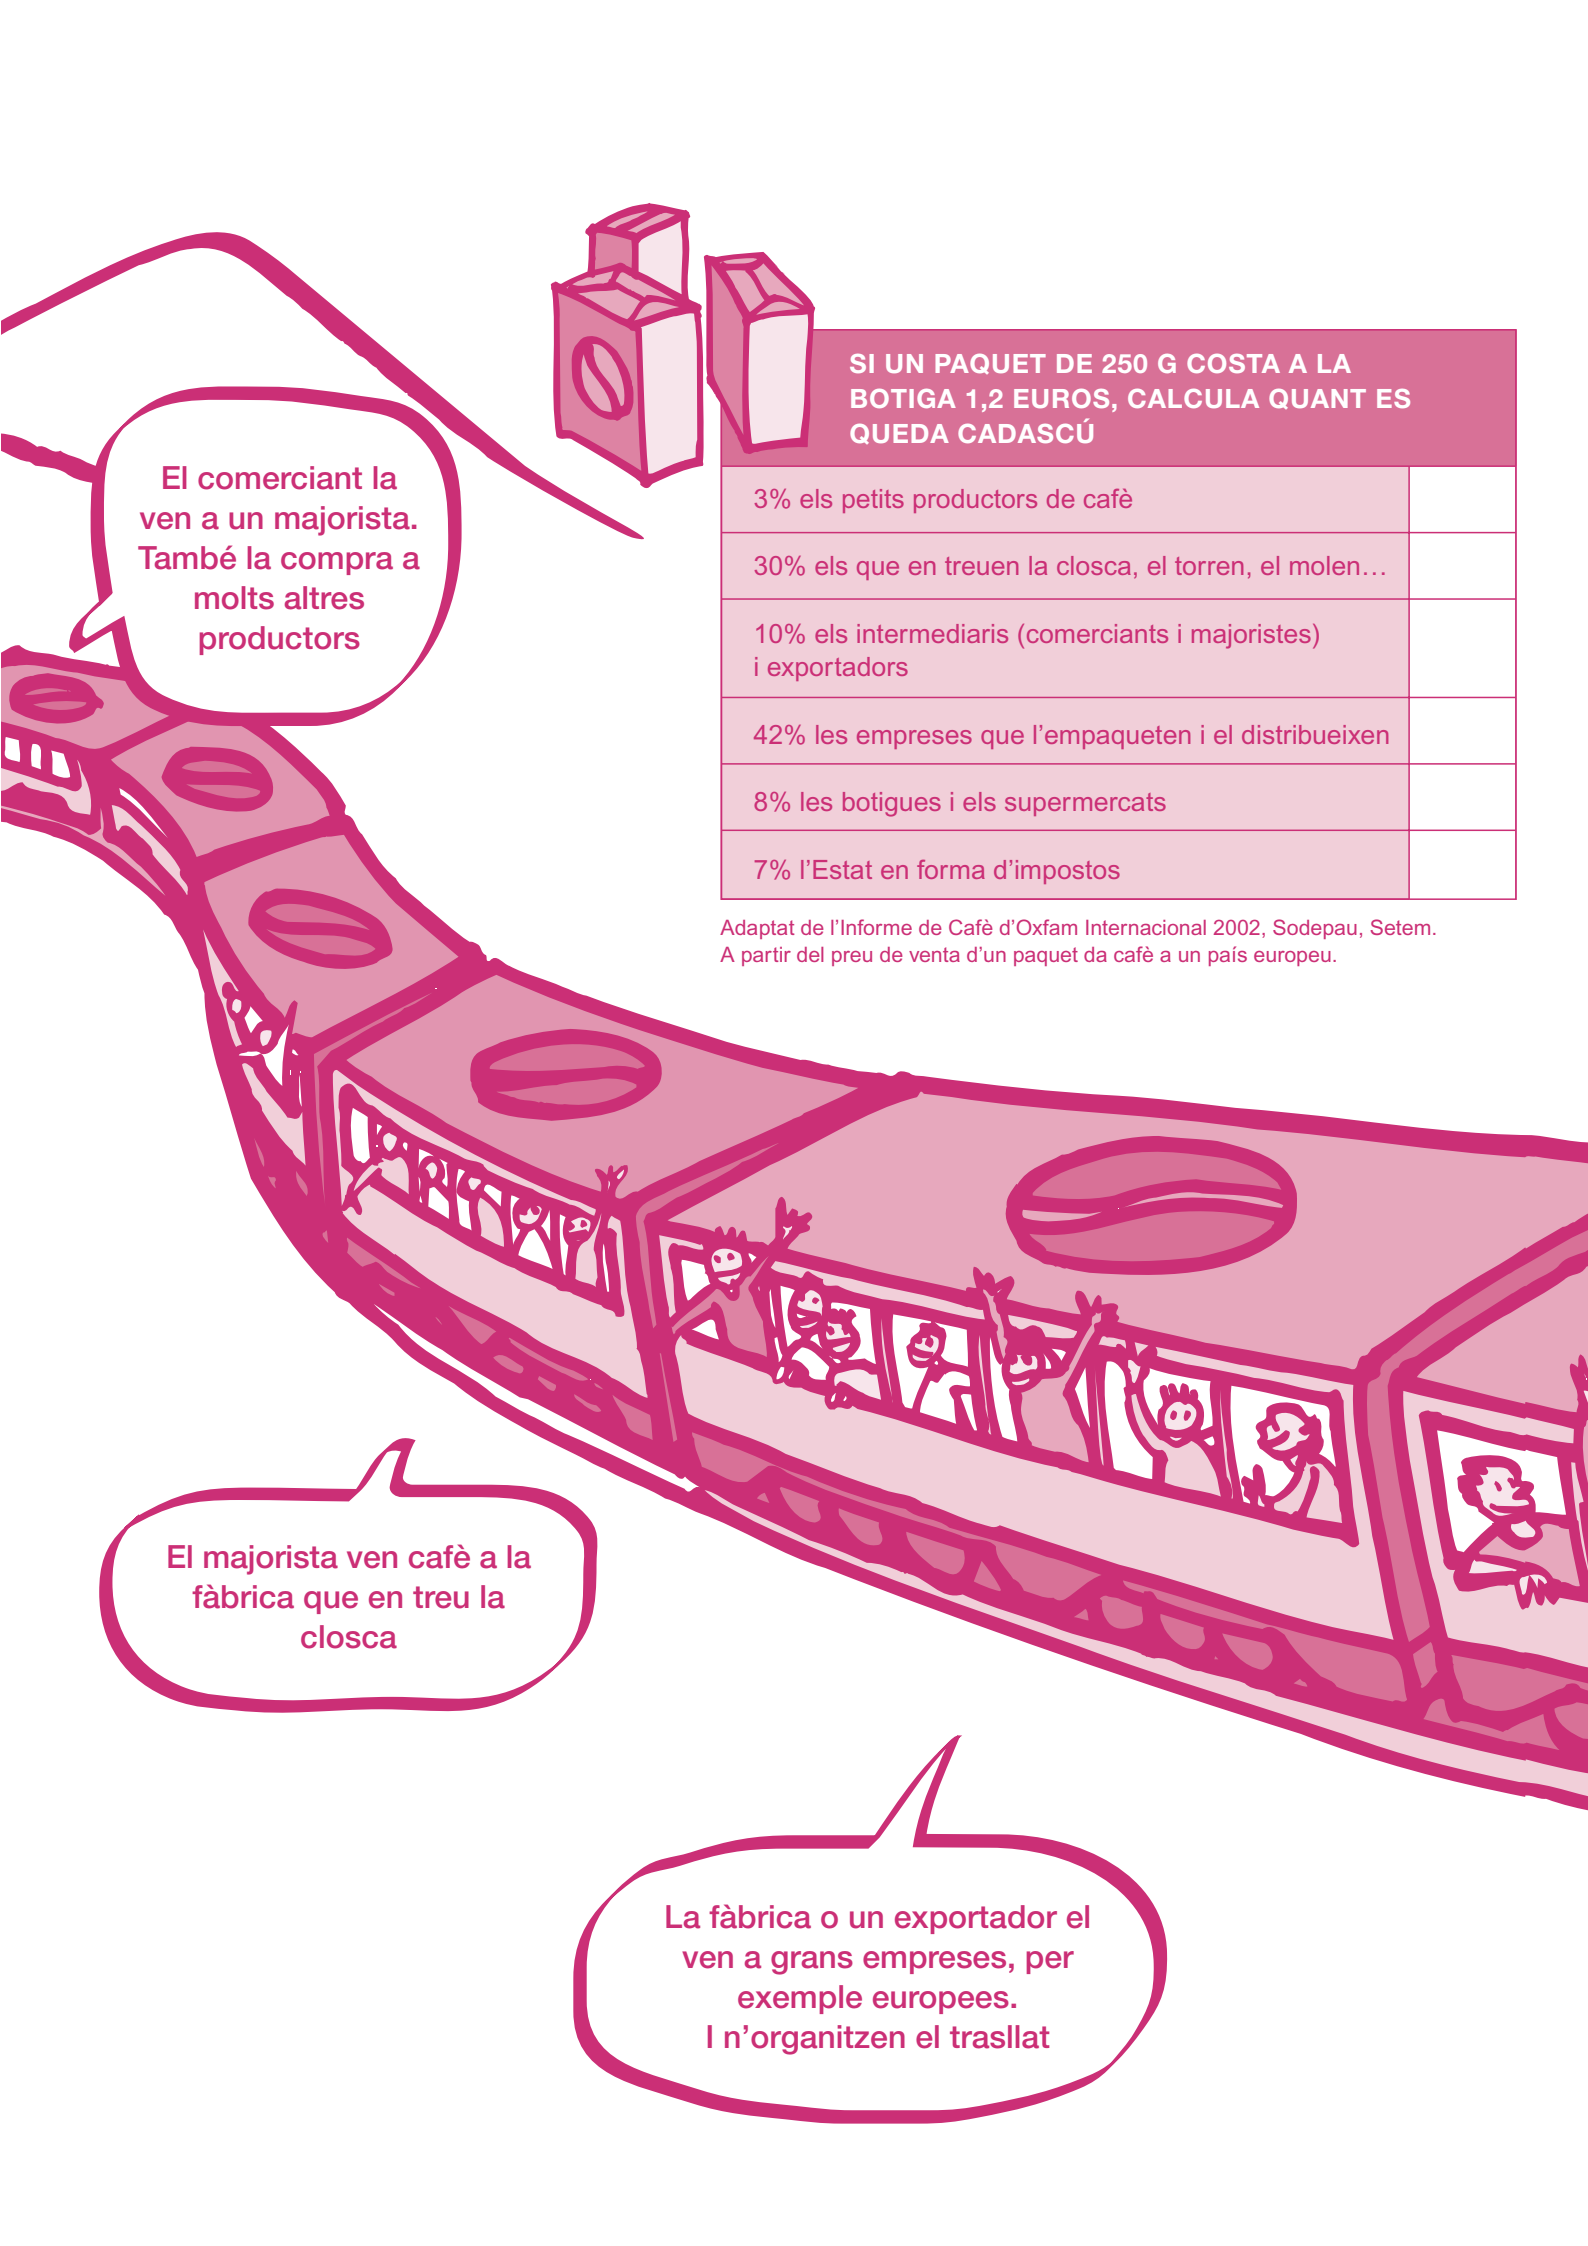 SI UN PAQUET DE 250 G COSTA A LA
BOTIGA 1,2 EUROS, CALCULA QUANT ES
QUEDA CADASCÚ
El comerciant la
ven a un majorista.
També la compra a
molts altres
productors
3% els petits productors de cafè
30% els que en treuen la closca, el torren, el molen…
10% els intermediaris (comerciants i majoristes)
i exportadors
42% les empreses que l’empaqueten i el distribueixen
8% les botigues i els supermercats
7% l’Estat en forma d’impostos
Adaptat de l’Informe de Cafè d’Oxfam Internacional 2002, Sodepau, Setem.
A partir del preu de venta d’un paquet da cafè a un país europeu.
El majorista ven cafè a la
fàbrica que en treu la
closca
La fàbrica o un exportador el
ven a grans empreses, per
exemple europees.
I n’organitzen el trasllat